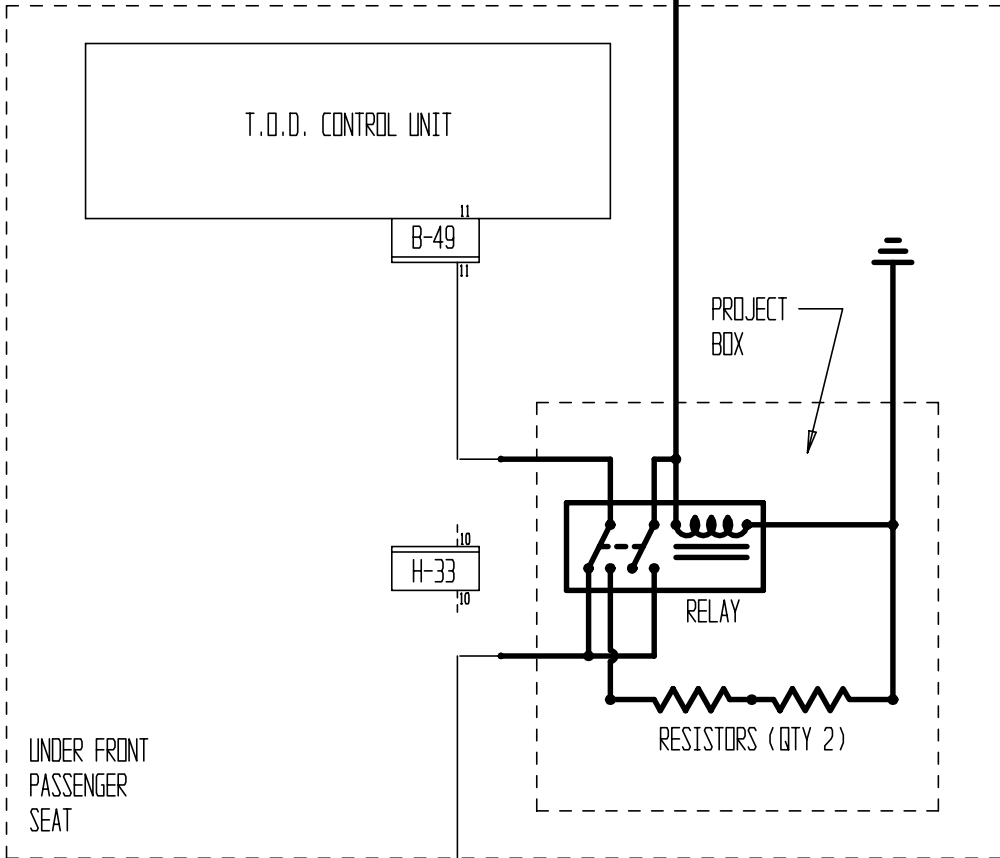 T.O.D. CONTROL UNIT
11
B-49
11
PROJECT
BOX
10
H-33
10
RELAY
RESISTORS (QTY 2)
UNDER FRONT
PASSENGER
SEAT